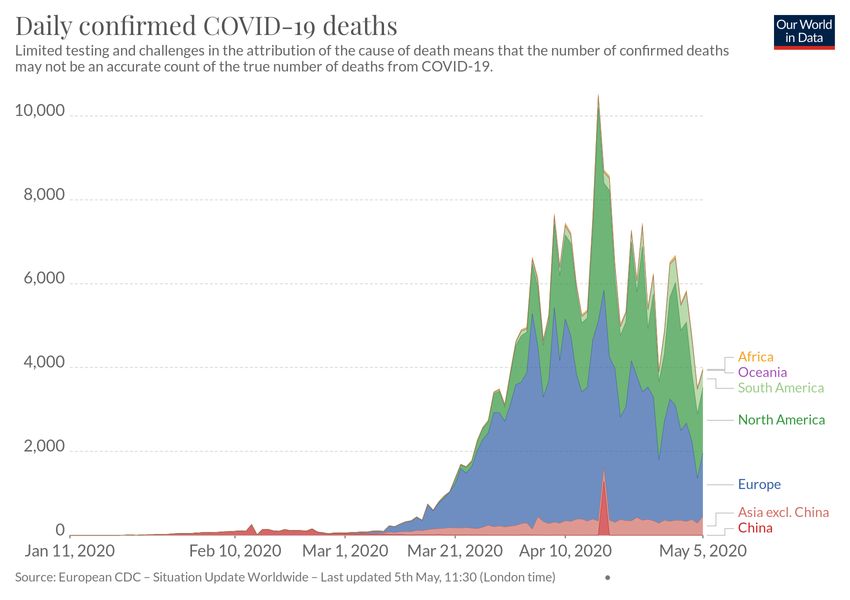 Daily confirmed COVID-19 deaths
Our World
in Data
Limited testing and challenges in the attribution of the cause of death means that the number of confirmed deaths
may not be an accurate count of the true number of deaths from COVID-19.
10,000
8,000
6,000
4,000
2,000
0
Africa
Oceania
South America
North America
Europe
Asia excl. China
China
Jan 11, 2020
Feb 10, 2020
Mar 1, 2020
Mar 21, 2020
Apr 10, 2020
May 5, 2020
Source: European CDC – Situation Update Worldwide – Last updated 5th May, 11:30 (London time)